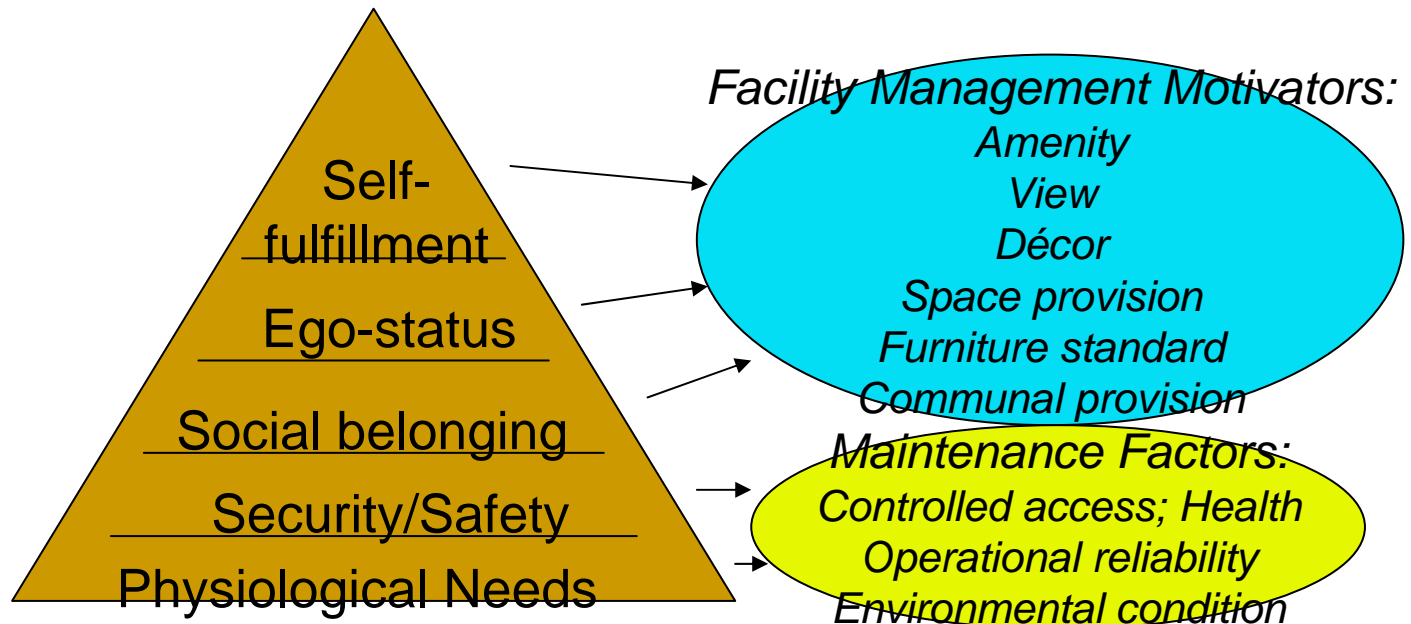 Self-
fulfillment
Ego-status
Social belonging
Security/Safety
Physiological Needs
Facility Management Motivators:
Amenity
View
Décor
Space provision
Furniture standard
Communal provision
Maintenance Factors:
Controlled access; Health
Operational reliability
Environmental condition